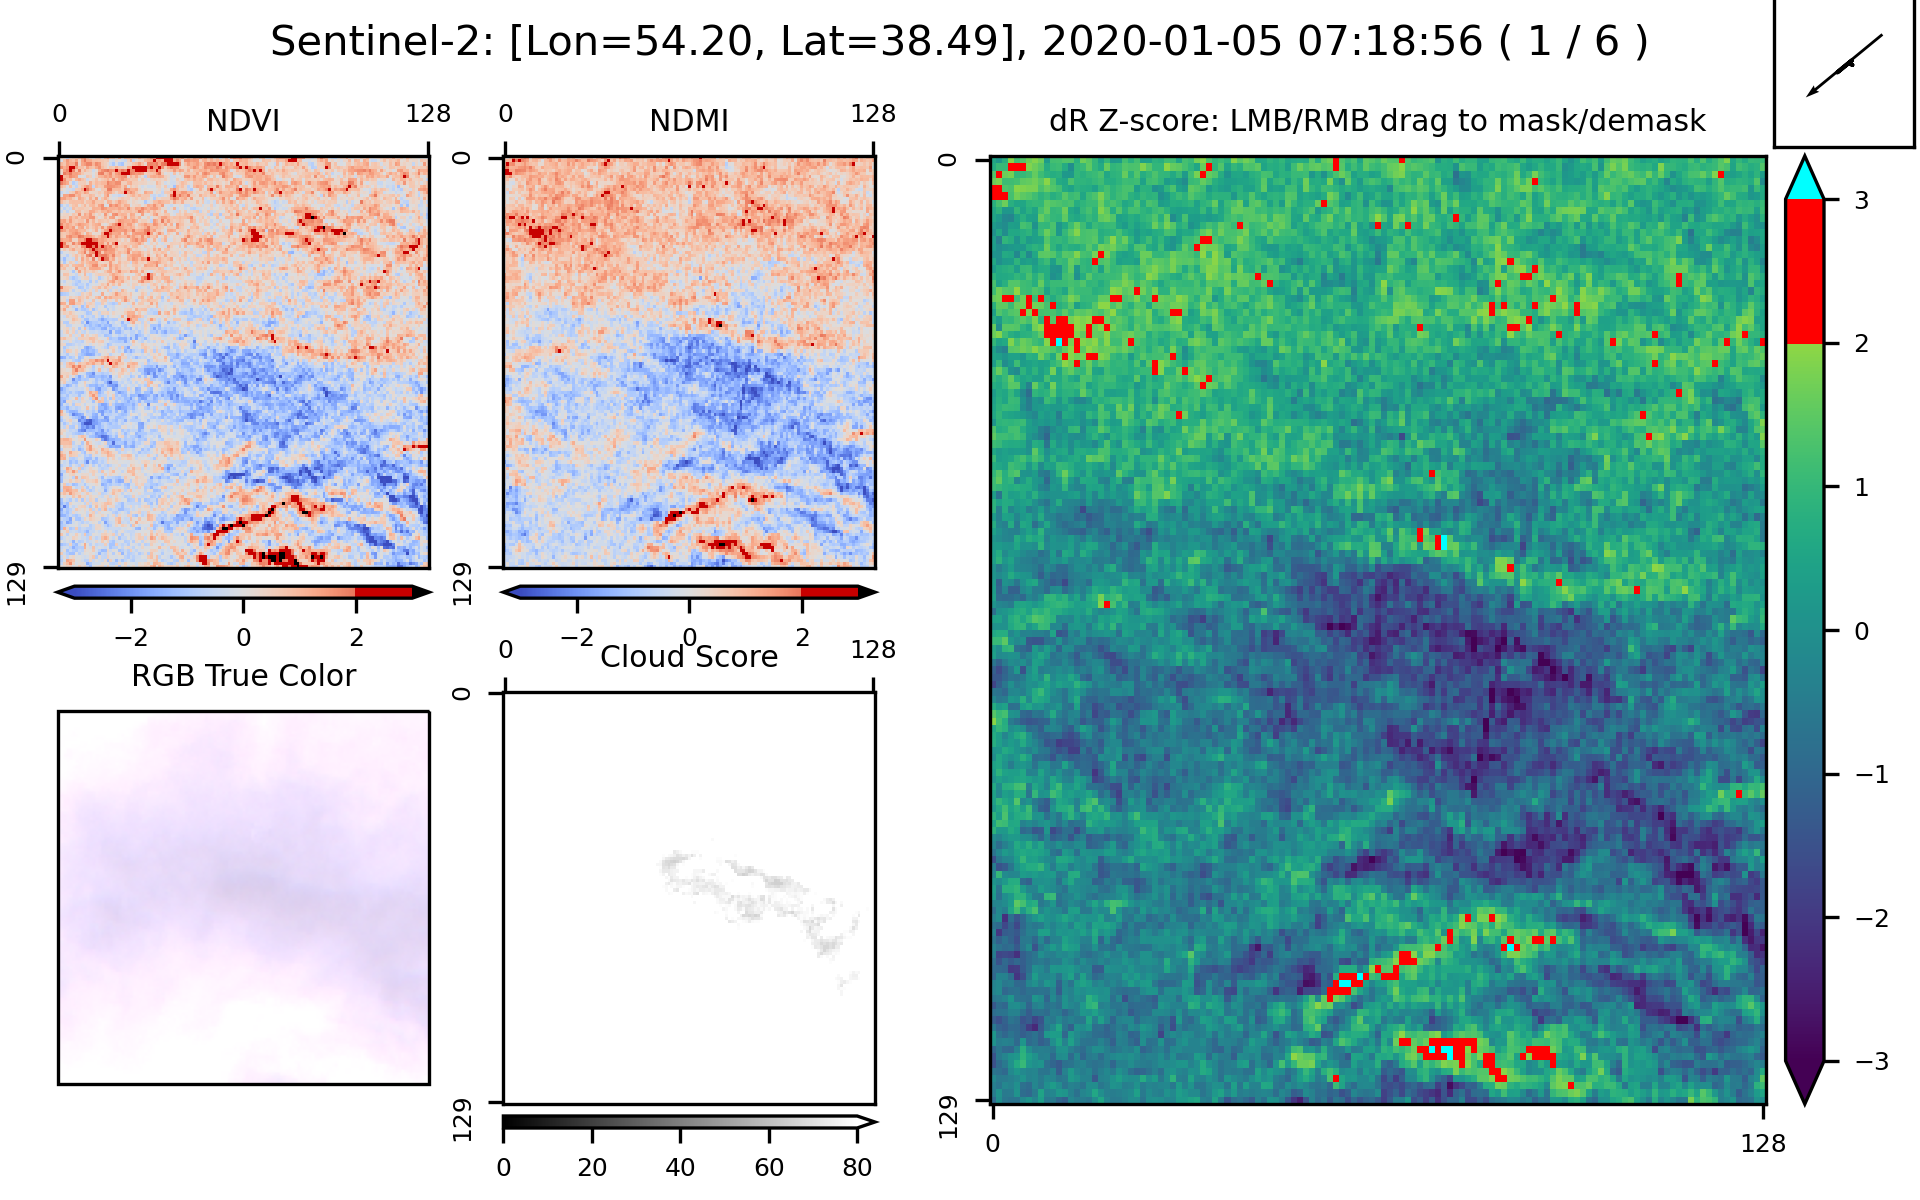 Sentinel-2: [Lon=54.20, Lat=38.49], 2020-01-05 07:18:56 ( 1 / 6 )
0 128
NDVI
0
129
−2 0 2
0 128
NDMI
0
129
−2 0 2
dR Z-score: LMB/RMB drag to mask/demask
0
129
0 128
3
2
1
0
−1
−2
−3
RGB True Color
0 128
Cloud Score
0
129
0 20 40 60 80